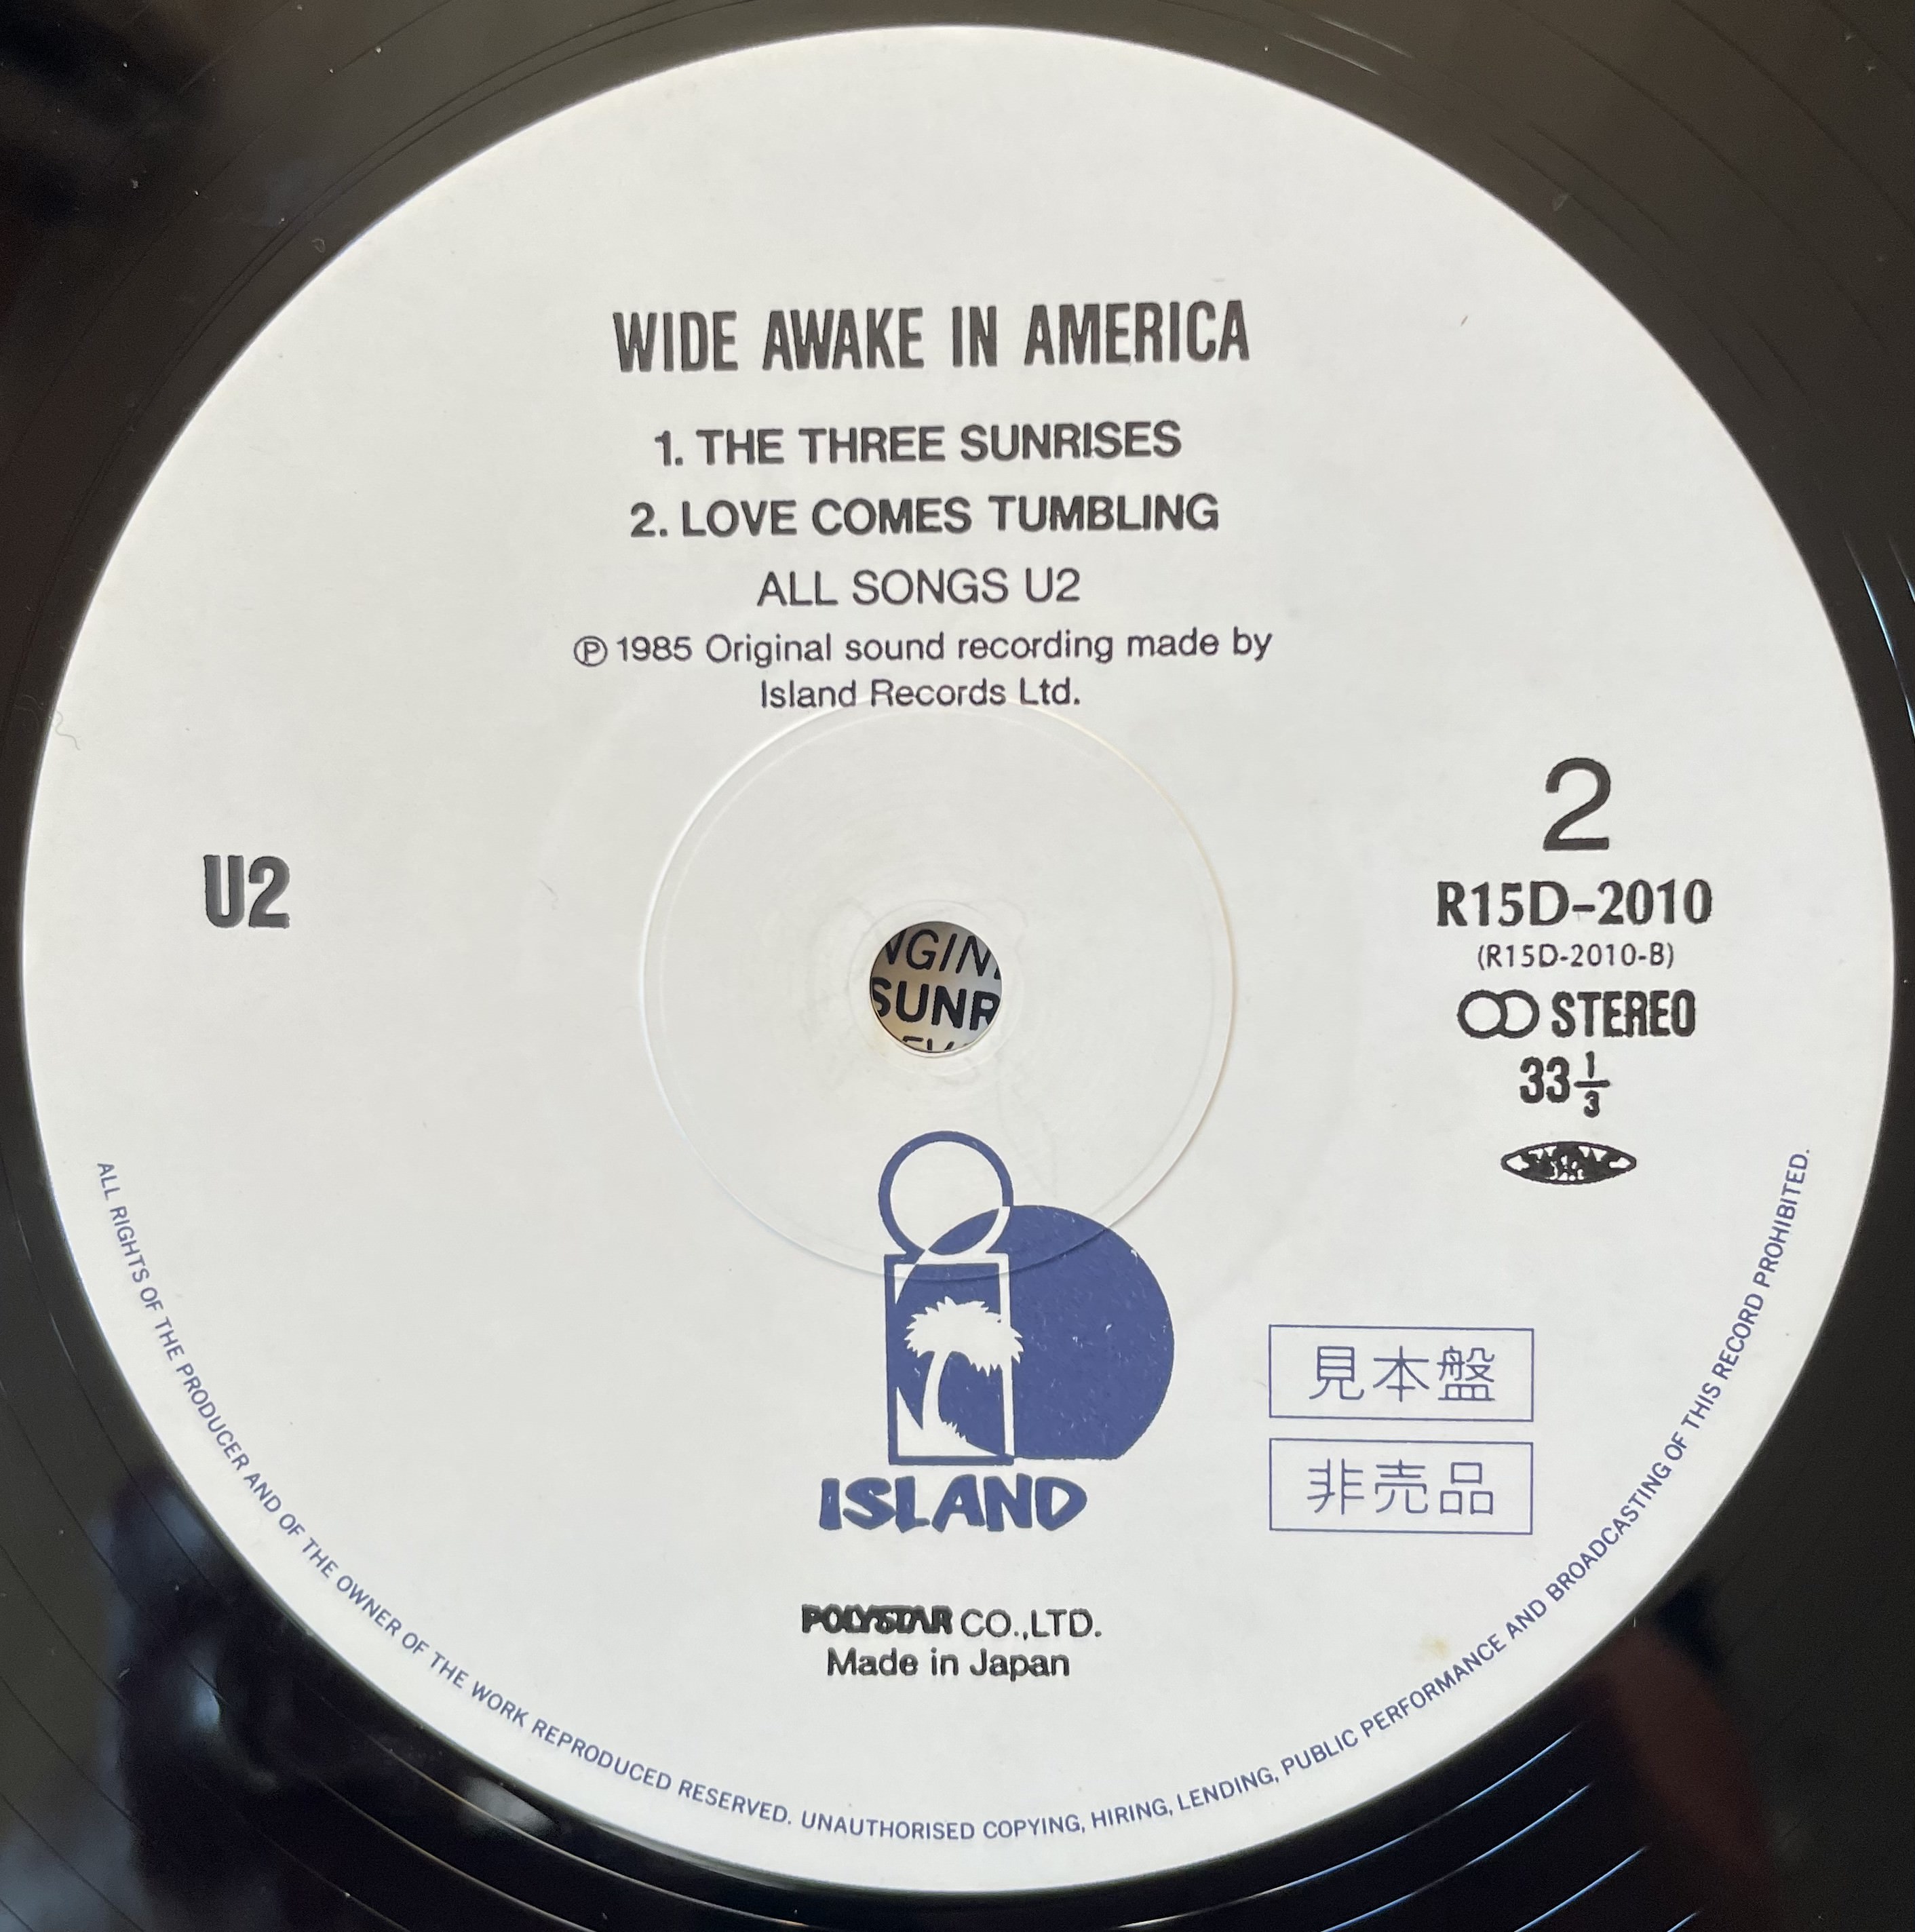 WIDE AWAKE IN AMERICA
1. THE THREE SUNRISES
2. LOVE COMES TUMBLING
ALL SONGS U2
Ⓟ 1985 Original sound recording made by
Island Records Ltd.
U2
2
R15D-2010
(R15D-2010-B)
STEREO
33 1/3
SUNR
ISLAND
見本盤
非売品
POLYSTAR CO.,LTD.
Made in Japan
ALL RIGHTS OF THE PRODUCER AND OF THE OWNER OF THE WORK REPRODUCED RESERVED. UNAUTHORISED COPYING, HIRING, LENDING, PUBLIC PERFORMANCE AND BROADCASTING OF THIS RECORD PROHIBITED.